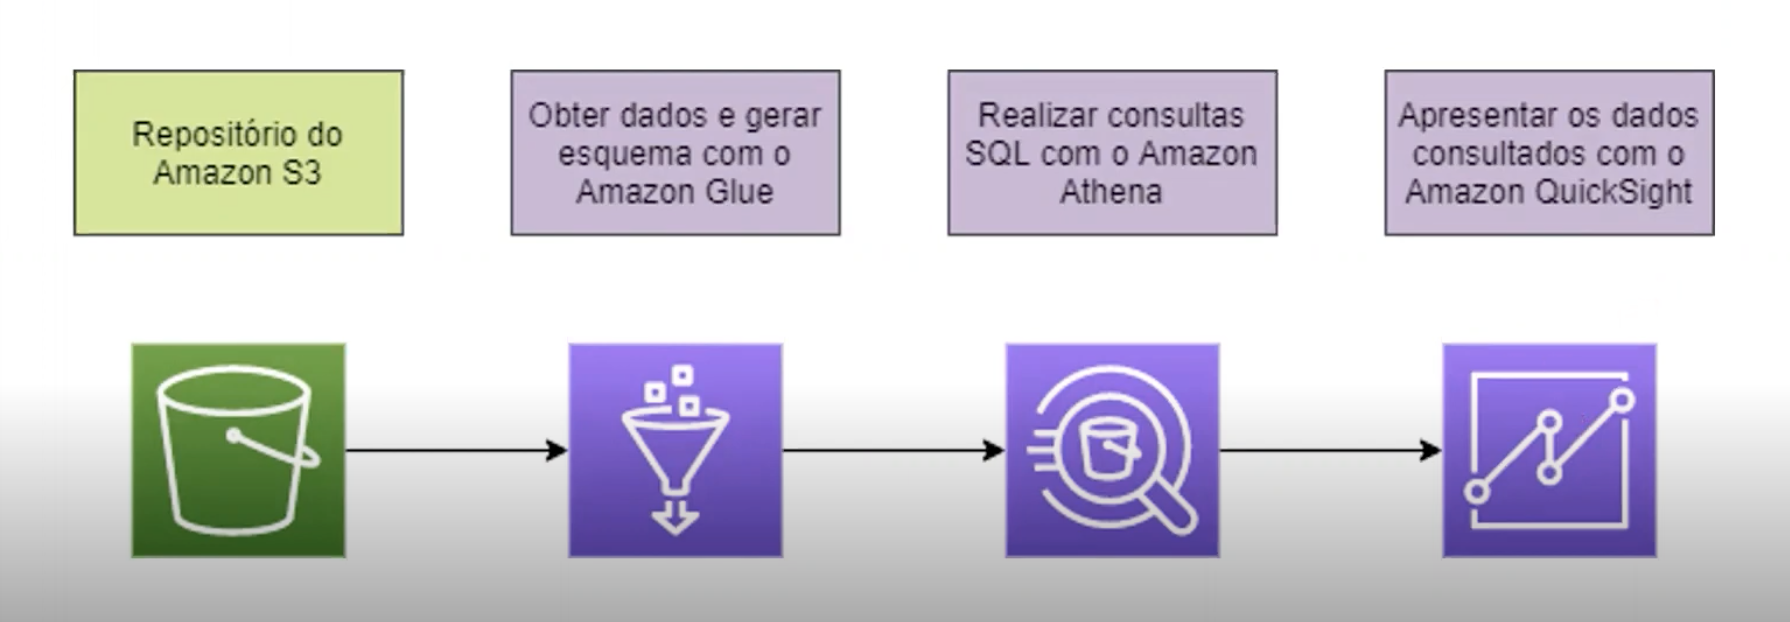 Repositório do
Amazon S3
Obter dados e gerar
esquema com o
Amazon Glue
Realizar consultas
SQL com o Amazon
Athena
Apresentar os dados
consultados com o
Amazon QuickSight